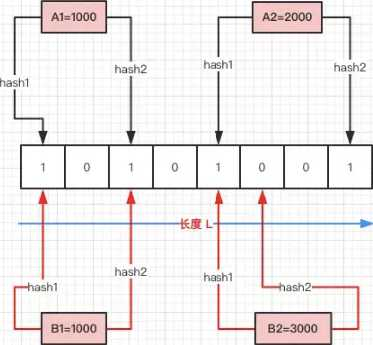 A1=1000 A2=2000
hash1 hash2 hash1 hash2
1 0 1 0 1 0 0 1
长度 L
hash1 hash2 hash1 hash2
B1=1000 B2=3000